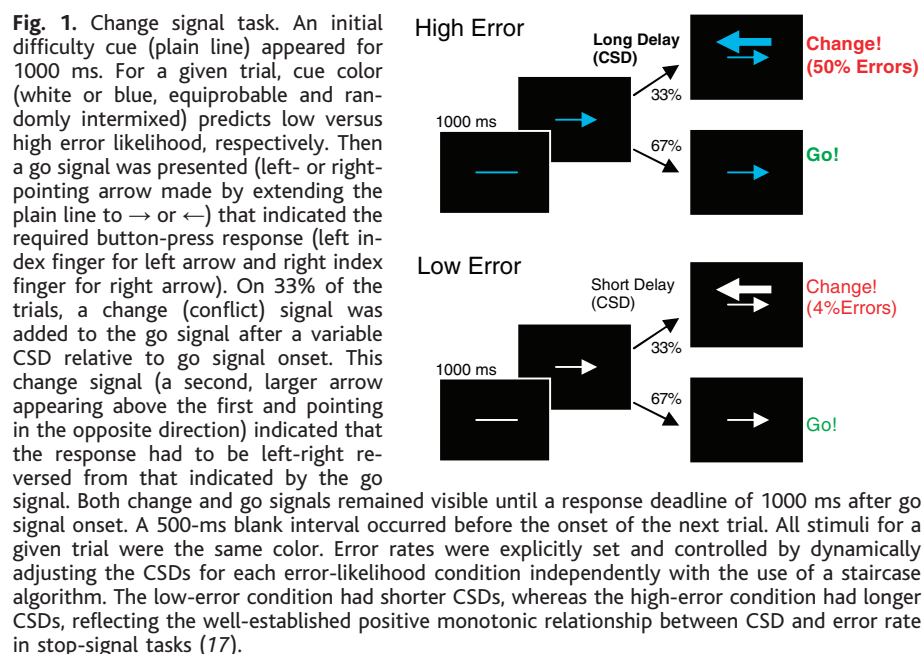 Fig. 1. Change signal task. An initial
difficulty cue (plain line) appeared for
1000 ms. For a given trial, cue color
(white or blue, equiprobable and ran-
domly intermixed) predicts low versus
high error likelihood, respectively. Then
a go signal was presented (left- or right-
pointing arrow made by extending the
plain line to → or ←) that indicated the
required button-press response (left in-
dex finger for left arrow and right index
finger for right arrow). On 33% of the
trials, a change (conflict) signal was
added to the go signal after a variable
CSD relative to go signal onset. This
change signal (a second, larger arrow
appearing above the first and pointing
in the opposite direction) indicated that
the response had to be left-right re-
versed from that indicated by the go
signal. Both change and go signals remained visible until a response deadline of 1000 ms after go
signal onset. A 500-ms blank interval occurred before the onset of the next trial. All stimuli for a
given trial were the same color. Error rates were explicitly set and controlled by dynamically
adjusting the CSDs for each error-likelihood condition independently with the use of a staircase
algorithm. The low-error condition had shorter CSDs, whereas the high-error condition had longer
CSDs, reflecting the well-established positive monotonic relationship between CSD and error rate
in stop-signal tasks (17).
High Error
1000 ms
Long Delay
(CSD)
33%
67%
Change!
(50% Errors)
Go!
Low Error
1000 ms
Short Delay
(CSD)
33%
67%
Change!
(4%Errors)
Go!